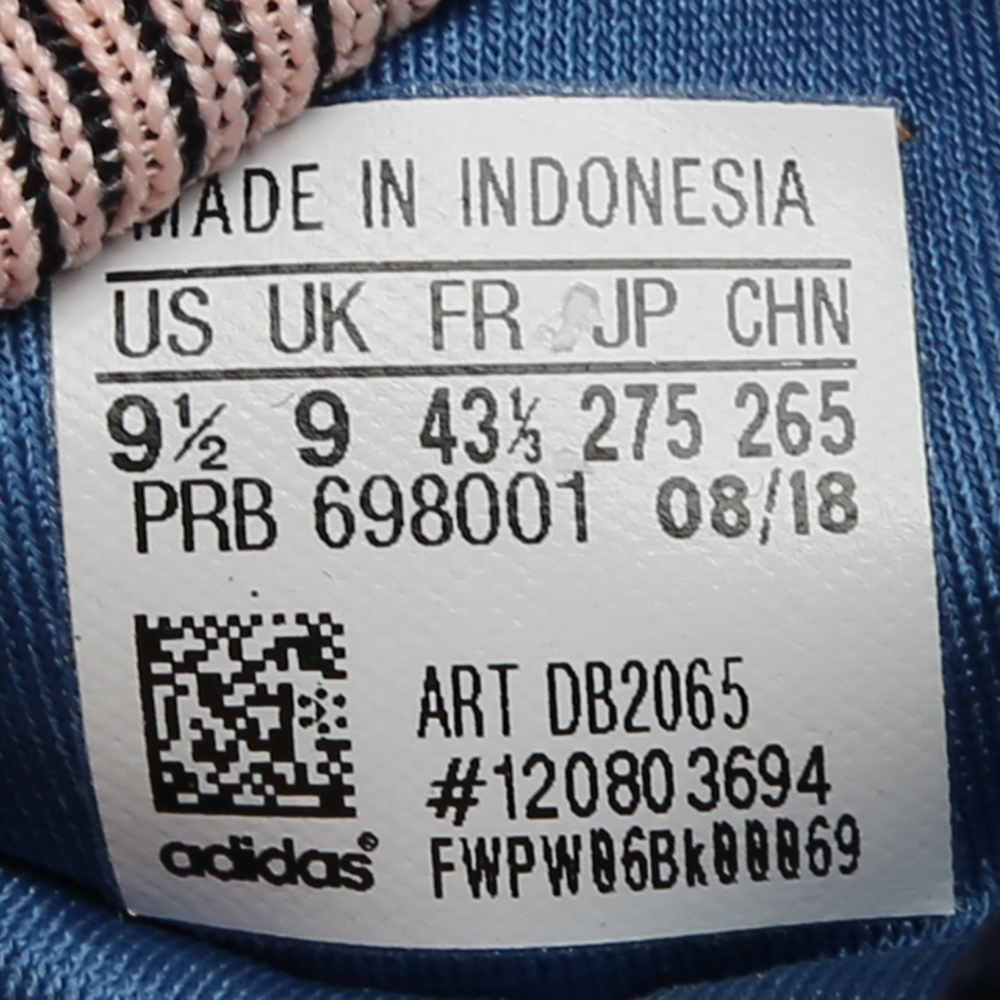 MADE IN INDONESIA
US UK FR JP CHN
9½ 9 43⅓ 275 265
PRB 698001 08/18
ART DB2065
#120803694
adidas®
FWPW06Bk00069